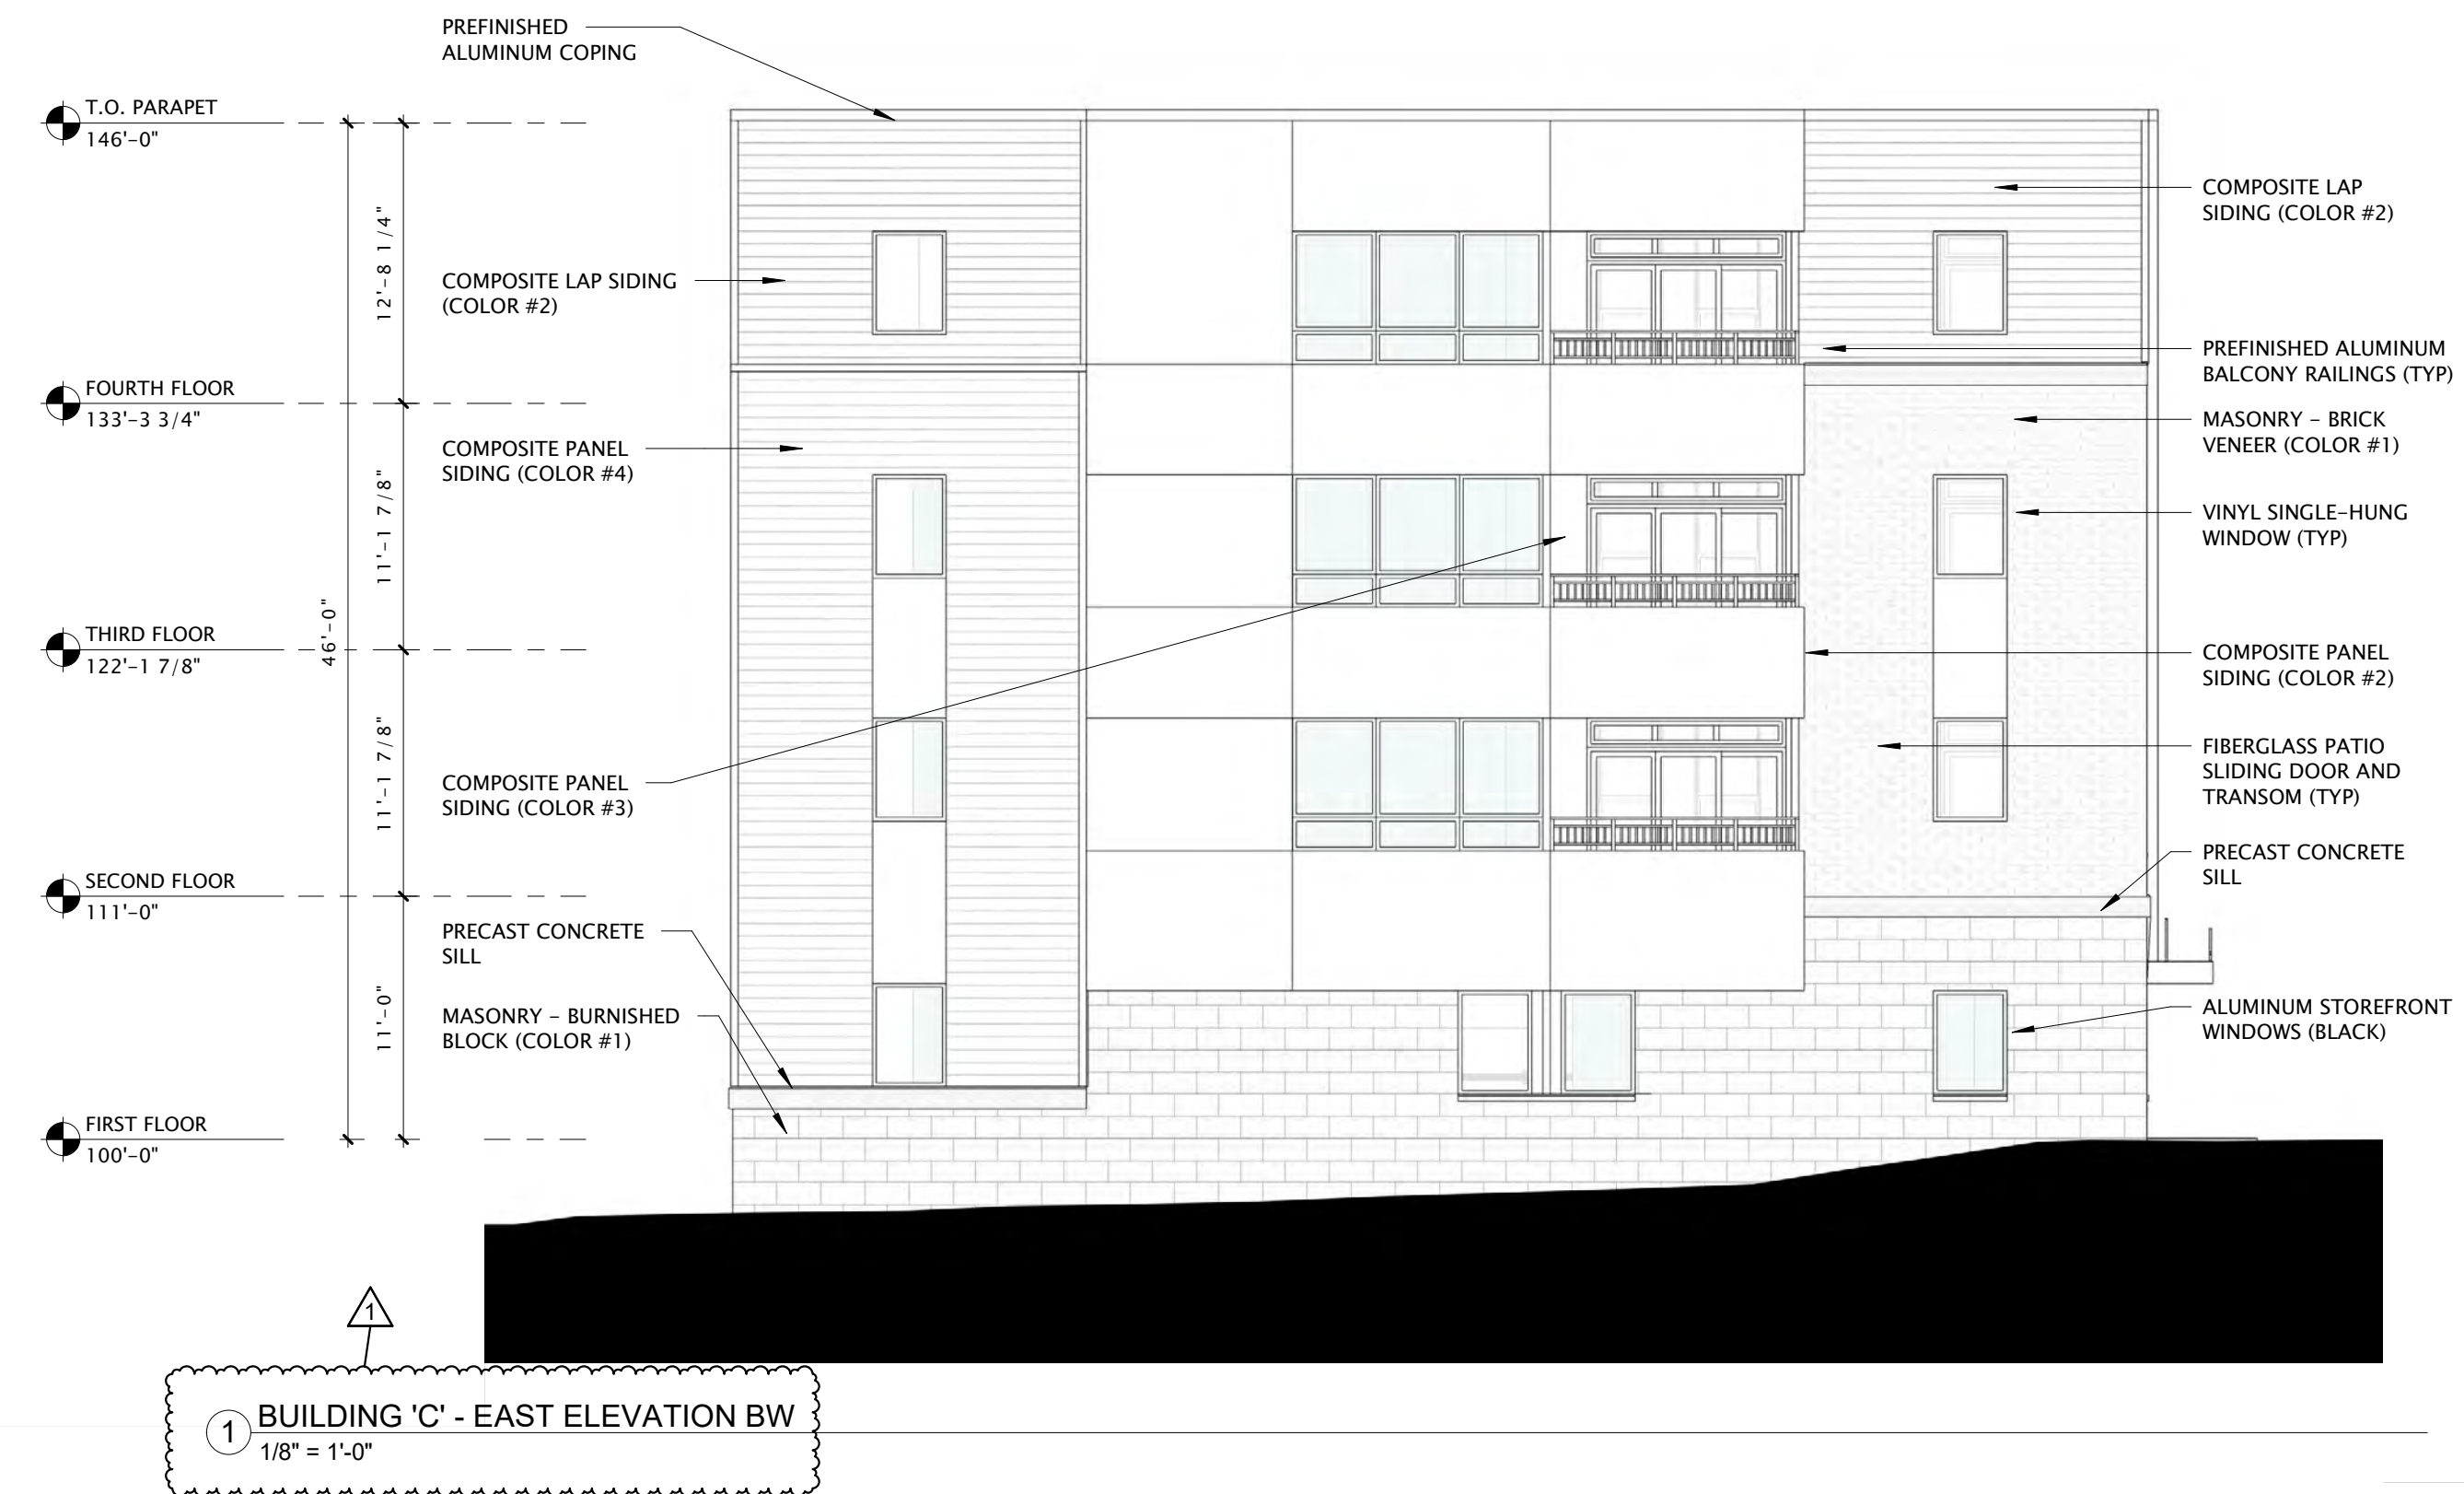 PREFINISHED
ALUMINUM COPING
T.O. PARAPET
146'-0"
12'-8 1/4"
COMPOSITE LAP SIDING
(COLOR #2)
FOURTH FLOOR
133'-3 3/4"
COMPOSITE PANEL
SIDING (COLOR #4)
11'-1 7/8"
46'-0"
THIRD FLOOR
122'-1 7/8"
11'-1 7/8"
COMPOSITE PANEL
SIDING (COLOR #3)
SECOND FLOOR
111'-0"
PRECAST CONCRETE
SILL
11'-0"
MASONRY - BURNISHED
BLOCK (COLOR #1)
FIRST FLOOR
100'-0"
COMPOSITE LAP
SIDING (COLOR #2)
PREFINISHED ALUMINUM
BALCONY RAILINGS (TYP)
MASONRY - BRICK
VENEER (COLOR #1)
VINYL SINGLE-HUNG
WINDOW (TYP)
COMPOSITE PANEL
SIDING (COLOR #2)
FIBERGLASS PATIO
SLIDING DOOR AND
TRANSOM (TYP)
PRECAST CONCRETE
SILL
ALUMINUM STOREFRONT
WINDOWS (BLACK)
1
1
BUILDING 'C' - EAST ELEVATION BW
1/8" = 1'-0"